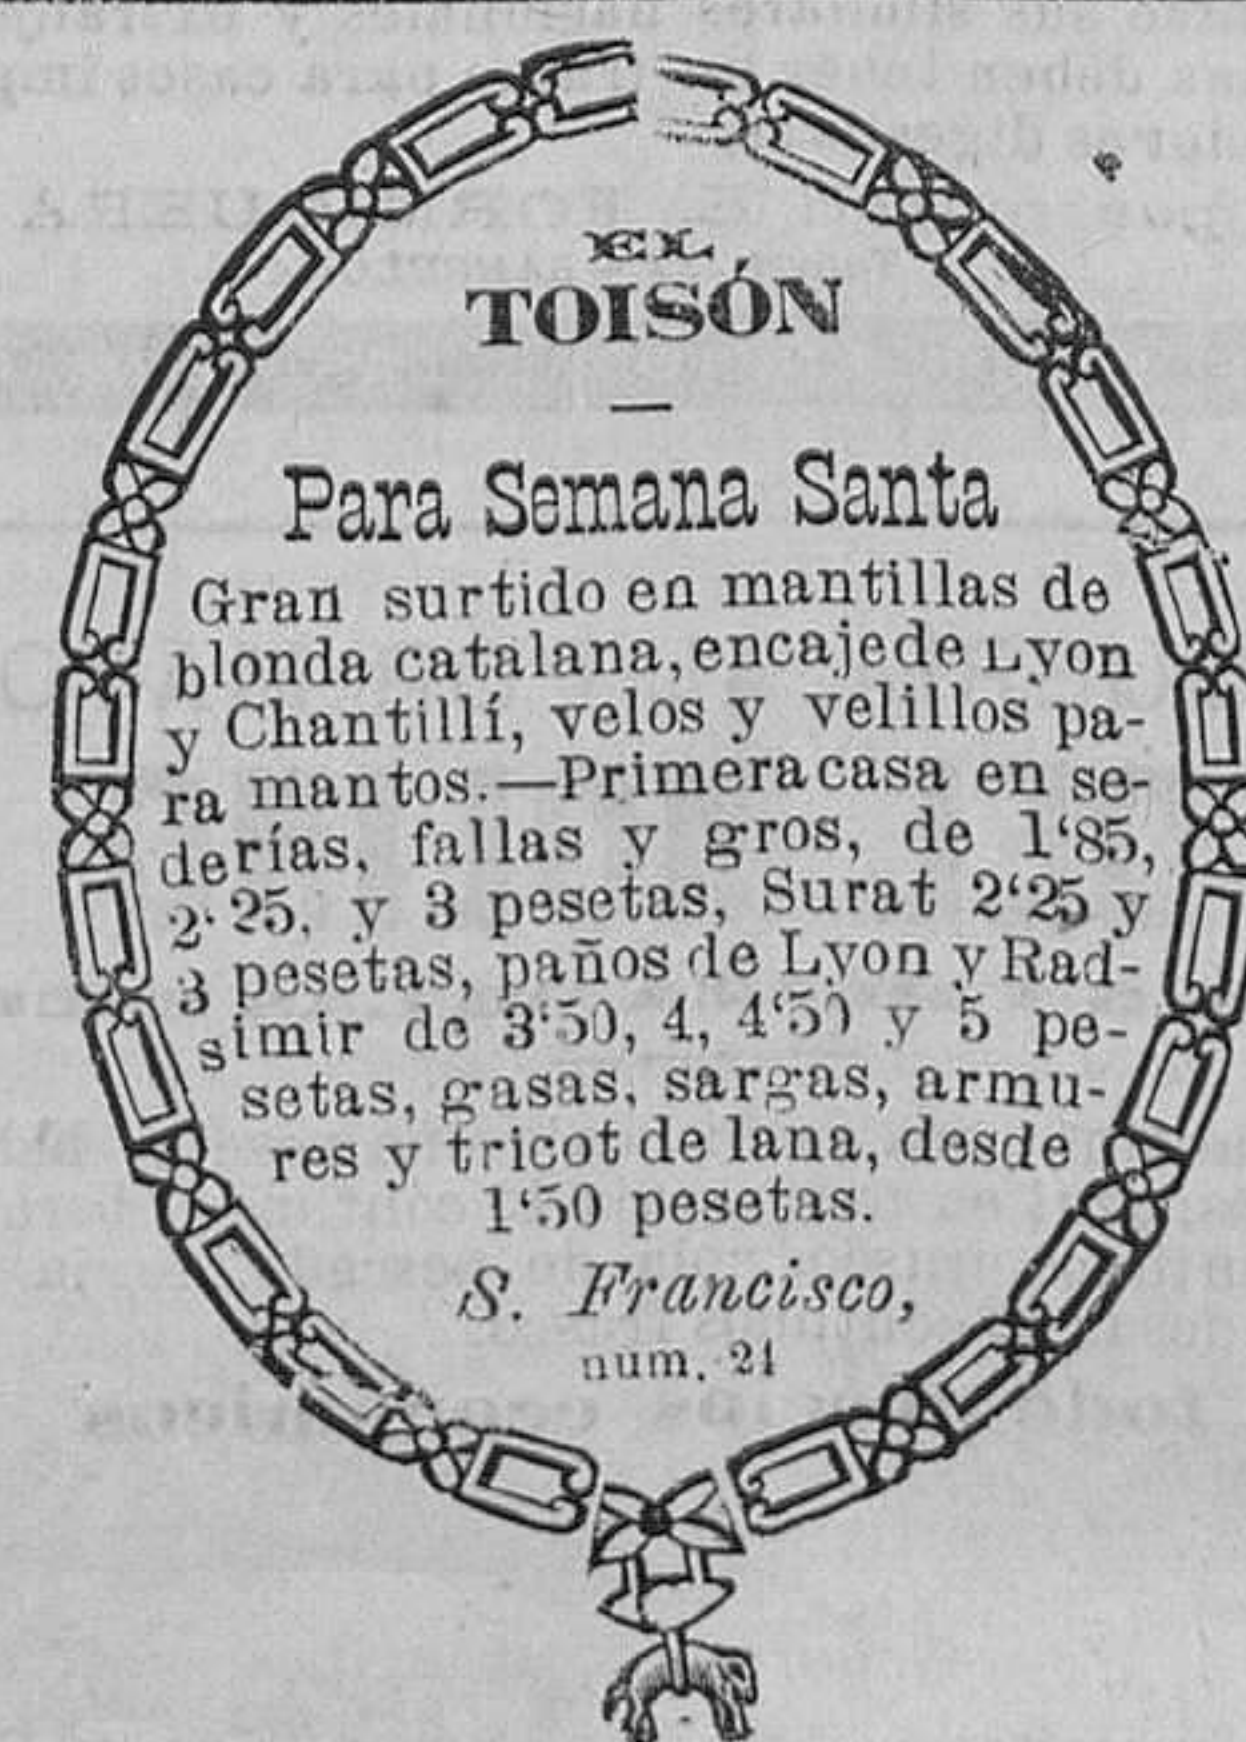 EL
TOISÓN
—
Para Semana Santa
Gran surtido en mantillas de
blonda catalana, encaje de Lyon
y Chantillí, velos y velillos pa-
ra mantos.—Primera casa en se-
derías, fallas y gros, de 1‘85,
2‘25, y 3 pesetas, Surat 2‘25 y
3 pesetas, paños de Lyon y Rad-
simir de 3‘50, 4, 4‘50 y 5 pe-
setas, gasas, sargas, armu-
res y tricot de lana, desde
1‘50 pesetas.
S. Francisco,
num. 21